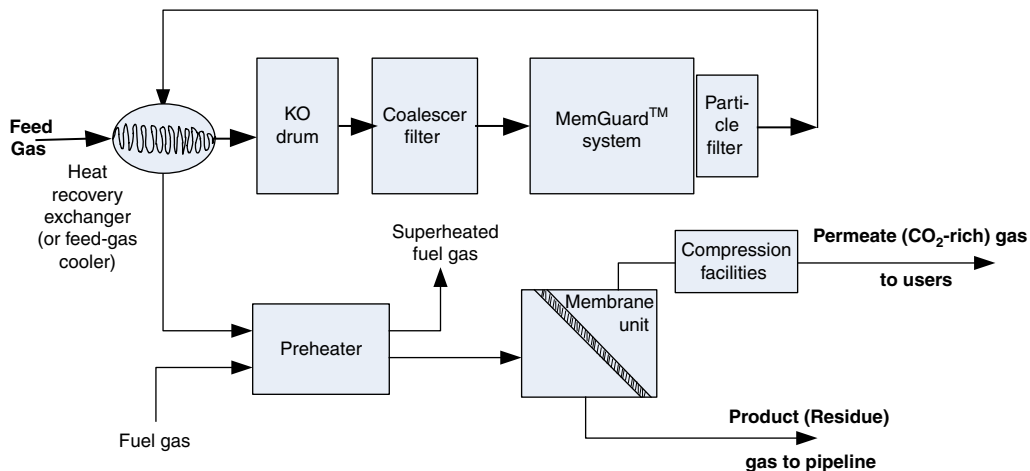 Feed
Gas
Heat
recovery
exchanger
(or feed-gas
cooler)
KO
drum
Coalescer
filter
MemGuard™
system
Parti-
cle
filter
Superheated
fuel gas
Preheater
Fuel gas
Membrane
unit
Compression
facilities
Permeate (CO₂-rich) gas
to users
Product (Residue)
gas to pipeline